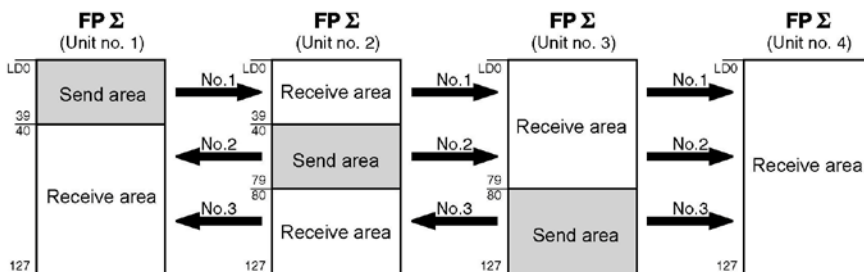 FP Σ FP Σ FP Σ FP Σ
(Unit no. 1) (Unit no. 2) (Unit no. 3) (Unit no. 4)
LD0 LD0 LD0 LD0
Send area No.1 Receive area No.1 No.1
39 39
40 40 Receive area
No.2 Send area No.2 No.2 Receive area
Receive area 79 79
80 80
No.3 Receive area No.3 Send area No.3
127 127 127 127